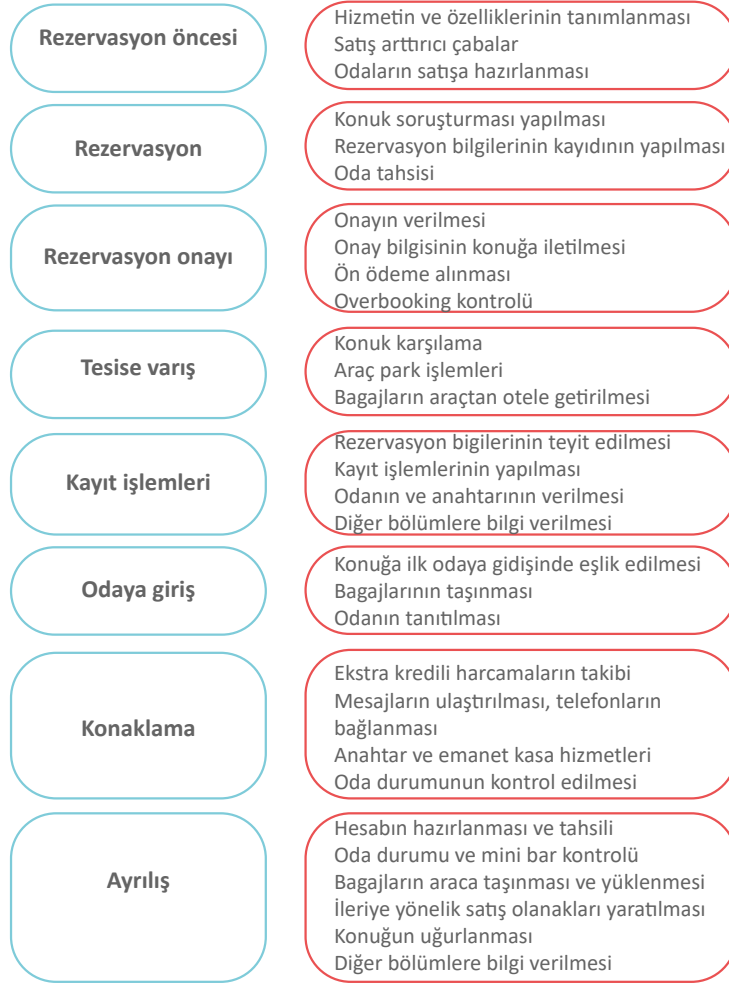 Rezervasyon öncesi
Hizmetin ve özelliklerinin tanımlanması
Satış arttırıcı çabalar
Odaların satışa hazırlanması
Rezervasyon
Konuk soruşturması yapılması
Rezervasyon bilgilerinin kayıdının yapılması
Oda tahsisi
Rezervasyon onayı
Onayın verilmesi
Onay bilgisinin konuğa iletilmesi
Ön ödeme alınması
Overbooking kontrolü
Tesise varış
Konuk karşılama
Araç park işlemleri
Bagajların araçtan otele getirilmesi
Kayıt işlemleri
Rezervasyon bigilerinin teyit edilmesi
Kayıt işlemlerinin yapılması
Odanın ve anahtarının verilmesi
Diğer bölümlere bilgi verilmesi
Odaya giriş
Konuğa ilk odaya gidişinde eşlik edilmesi
Bagajlarının taşınması
Odanın tanıtılması
Konaklama
Ekstra kredili harcamaların takibi
Mesajların ulaştırılması, telefonların
bağlanması
Anahtar ve emanet kasa hizmetleri
Oda durumunun kontrol edilmesi
Ayrılış
Hesabın hazırlanması ve tahsili
Oda durumu ve mini bar kontrolü
Bagajların araca taşınması ve yüklenmesi
İleriye yönelik satış olanakları yaratılması
Konuğun uğurlanması
Diğer bölümlere bilgi verilmesi